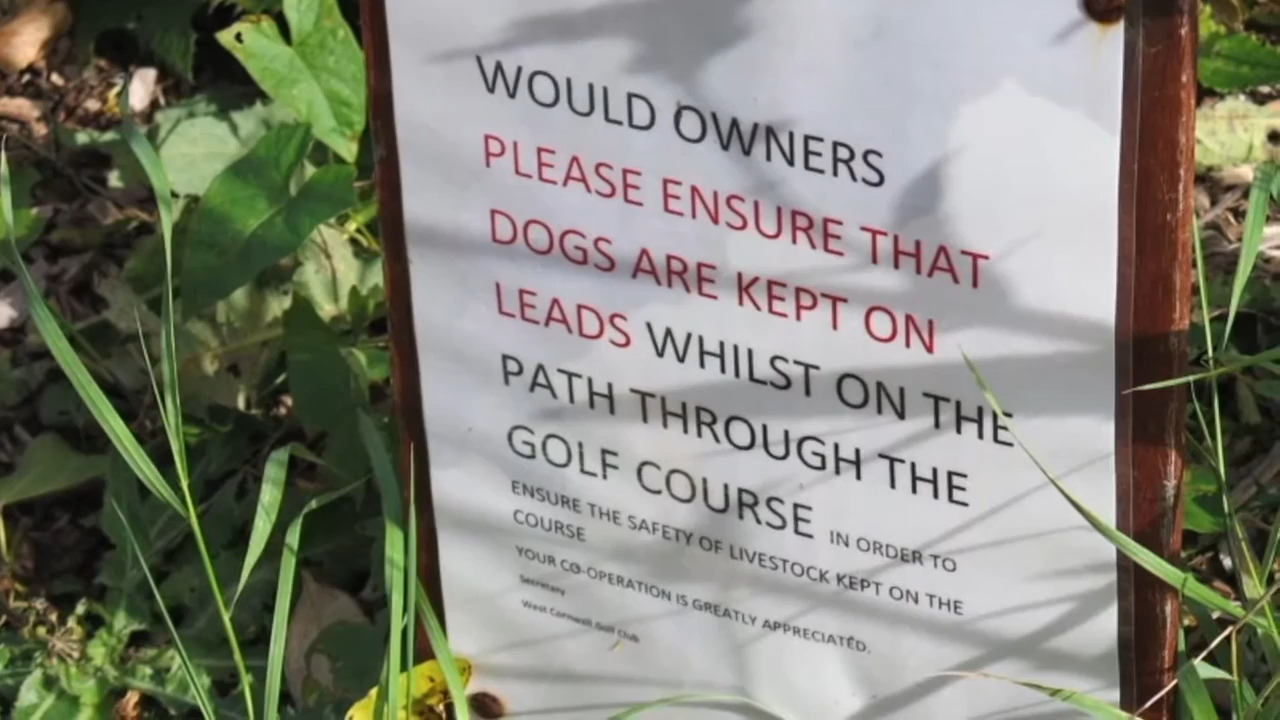 WOULD OWNERS
PLEASE ENSURE THAT
DOGS ARE KEPT ON
LEADS WHILST ON THE
PATH THROUGH THE
GOLF COURSE IN ORDER TO
ENSURE THE SAFETY OF LIVESTOCK KEPT ON THE
COURSE
YOUR CO-OPERATION IS GREATLY APPRECIATED.
Secretary
West Cornwall Golf Club